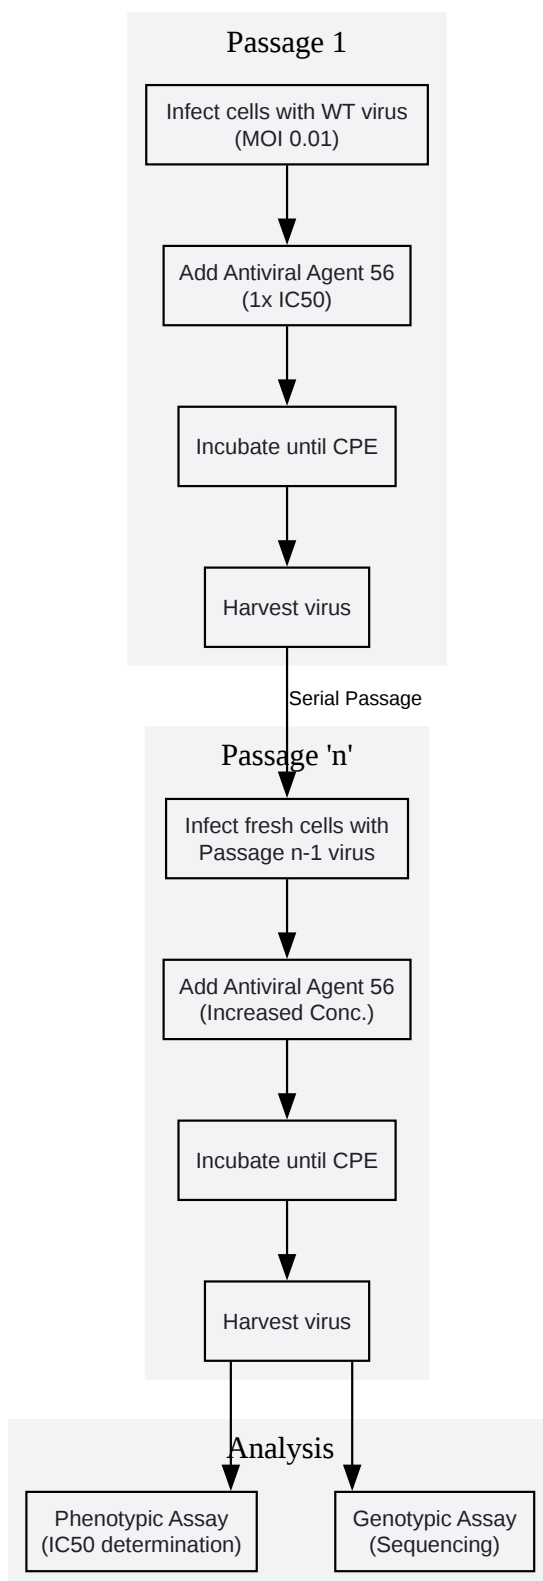 Passage 1
Infect cells with WT virus
(MOI 0.01)
Add Antiviral Agent 56
(1x IC50)
Incubate until CPE
Harvest virus
Serial Passage
Passage 'n'
Infect fresh cells with
Passage n-1 virus
Add Antiviral Agent 56
(Increased Conc.)
Incubate until CPE
Harvest virus
Analysis
Phenotypic Assay
(IC50 determination)
Genotypic Assay
(Sequencing)